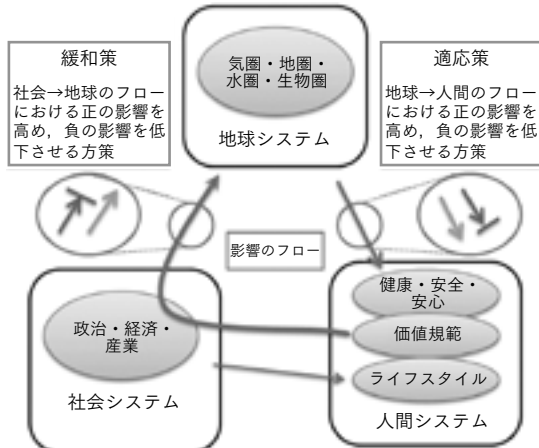 緩和策
社会→地球のフロー
における正の影響を
高め，負の影響を低
下させる方策
気圏・地圏・
水圏・生物圏
地球システム
適応策
地球→人間のフロー
における正の影響を
高め，負の影響を低
下させる方策
影響のフロー
政治・経済・
産業
社会システム
健康・安全・
安心
価値規範
ライフスタイル
人間システム